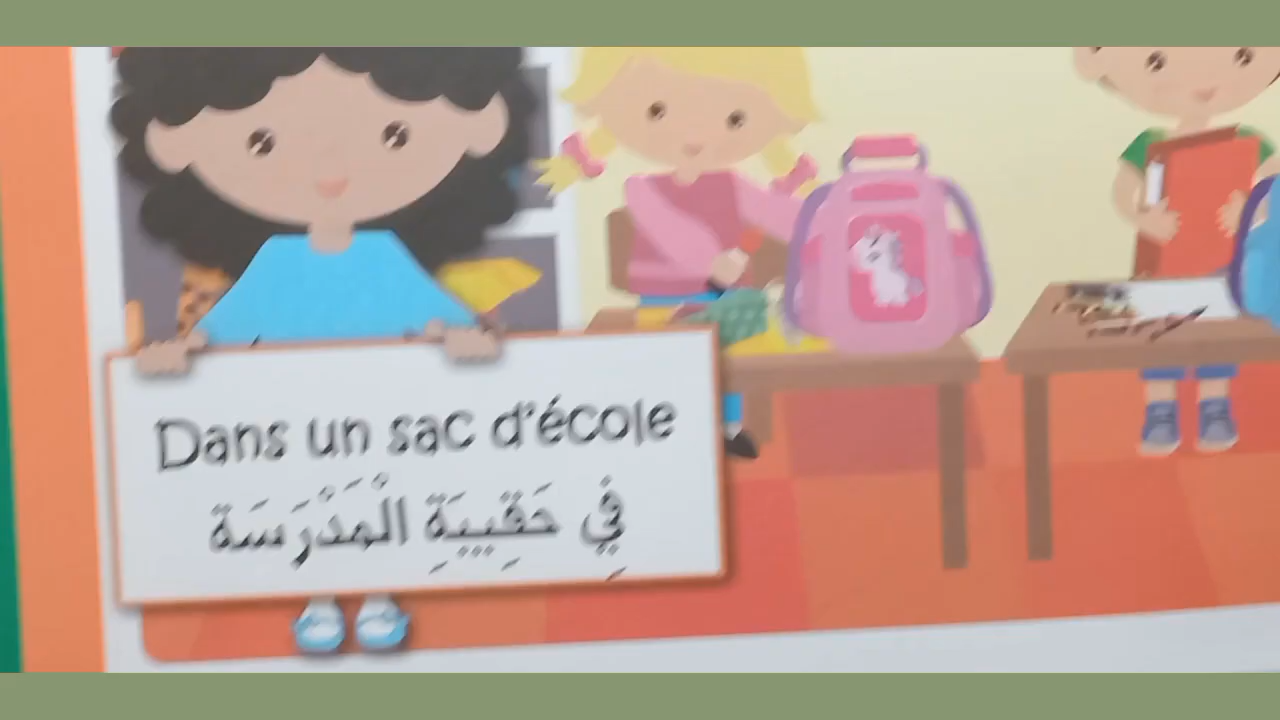 Dans un sac d'école
فِي حَقِيبَةِ الْمَدْرَسَة